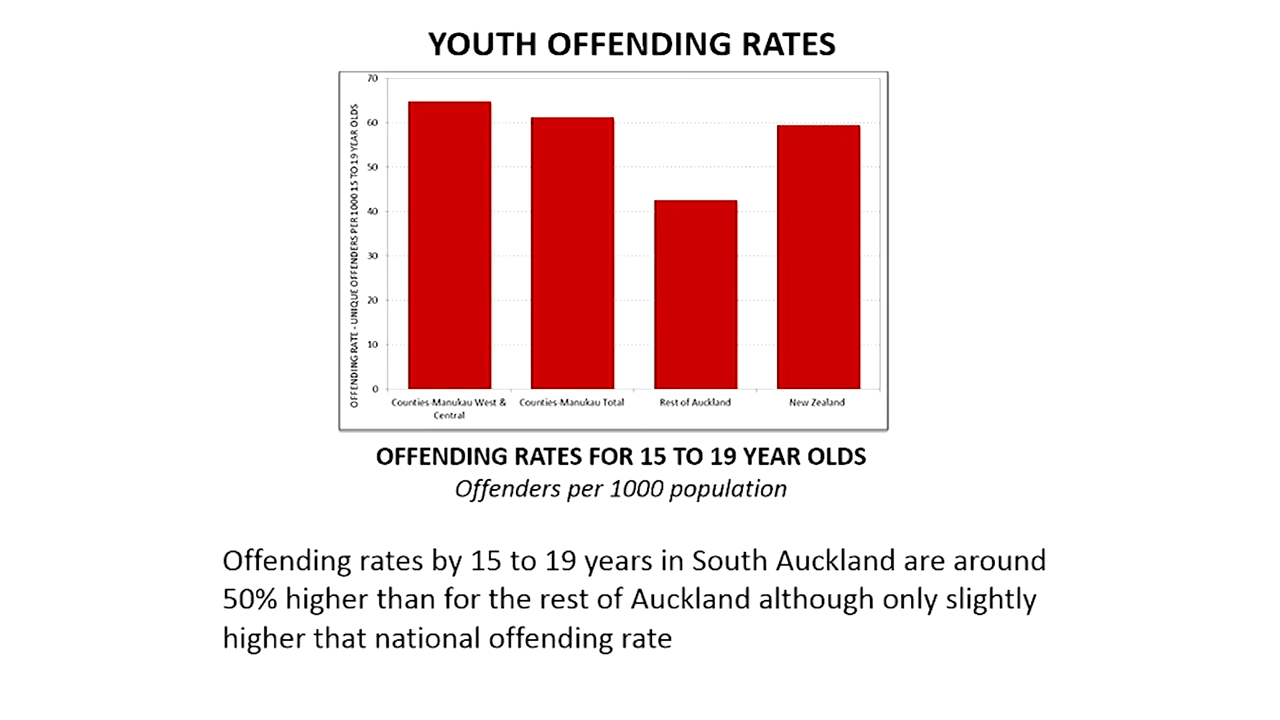 YOUTH OFFENDING RATES
OFFENDING RATE - UNIQUE OFFENDERS PER 1000 15 TO 19 YEAR OLDS
70
60
50
40
30
20
10
0
Counties-Manukau West &
Central
Counties-Manukau Total
Rest of Auckland
New Zealand
OFFENDING RATES FOR 15 TO 19 YEAR OLDS
Offenders per 1000 population
Offending rates by 15 to 19 years in South Auckland are around
50% higher than for the rest of Auckland although only slightly
higher that national offending rate